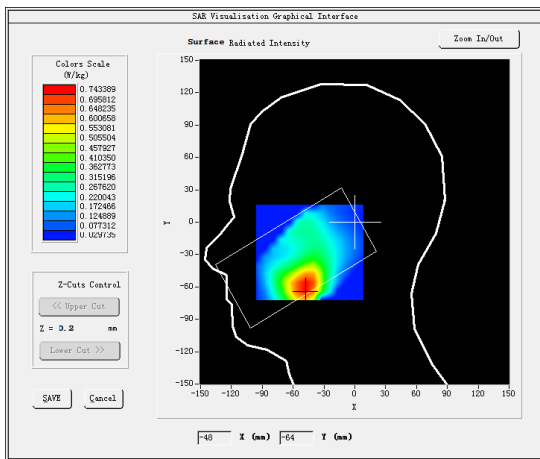 SAR Visualisation Graphical Interface
Surface Radiated Intensity
Zoom In/Out
Colors Scale
(W/kg)
0.743389
0.695812
0.648235
0.600658
0.553081
0.505504
0.457927
0.410350
0.362773
0.315196
0.267620
0.220043
0.172466
0.124889
0.077312
0.029735
Z-Cuts Control
<< Upper Cut
Z = 0.2 mm
Lower Cut >>
SAVE Cancel
150
120
90
60
30
0
-30
-60
-90
-120
-150
Y
-150 -120 -90 -60 -30 0 30 60 90 120 150
X
-48 X (mm) -64 Y (mm)